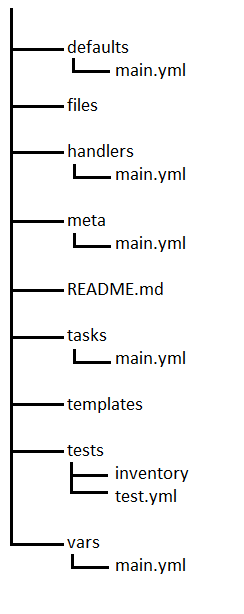 defaults
main.yml
files
handlers
main.yml
meta
main.yml
README.md
tasks
main.yml
templates
tests
inventory
test.yml
vars
main.yml